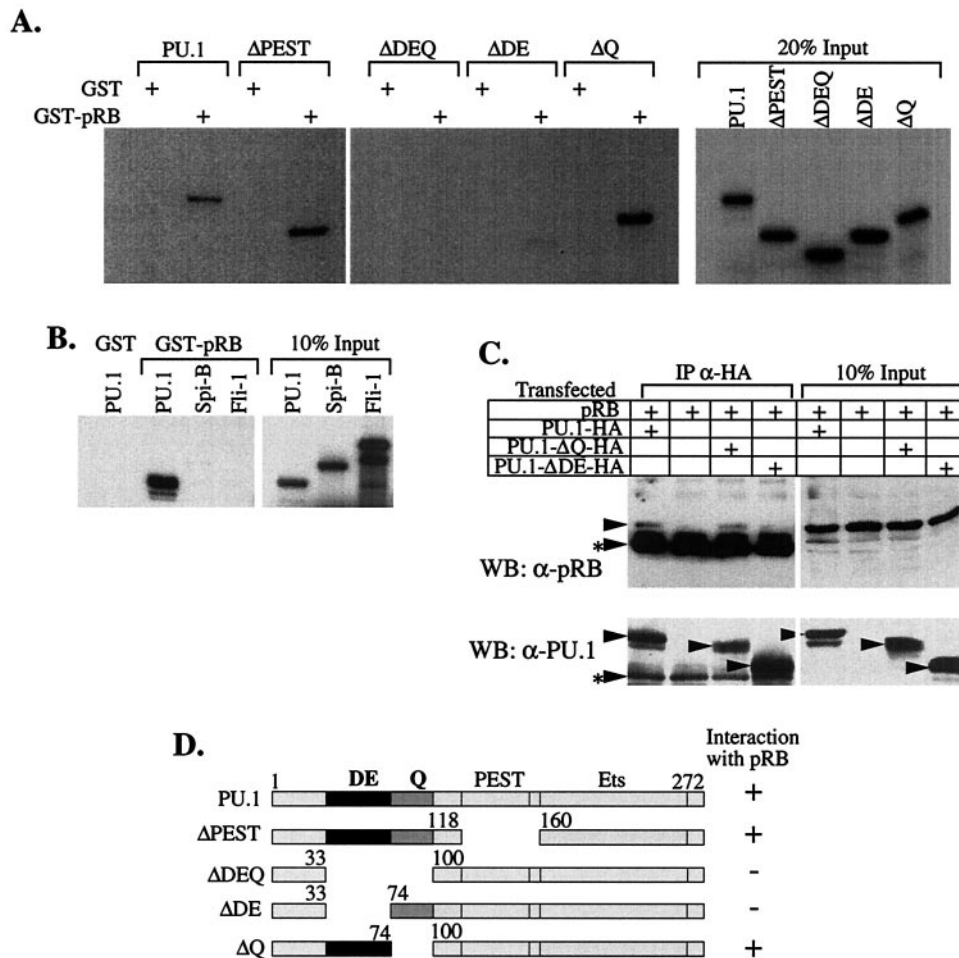 A.
PU.1 ΔPEST ΔDEQ ΔDE ΔQ 20% Input
GST + + + + +
GST-pRB + + + + +
PU.1 ΔPEST ΔDEQ ΔDE ΔQ
B.
GST GST-pRB 10% Input
PU.1 PU.1 Spi-B Fli-1 PU.1 Spi-B Fli-1
C.
IP α-HA 10% Input
Transfected
pRB + + + + + + + +
PU.1-HA + +
PU.1-ΔQ-HA + +
PU.1-ΔDE-HA + +
*
WB: α-pRB
WB: α-PU.1
*
D.
Interaction
with pRB
1 DE Q PEST Ets 272
PU.1 +
118 160
ΔPEST +
33 100
ΔDEQ -
33 74
ΔDE -
74 100
ΔQ +